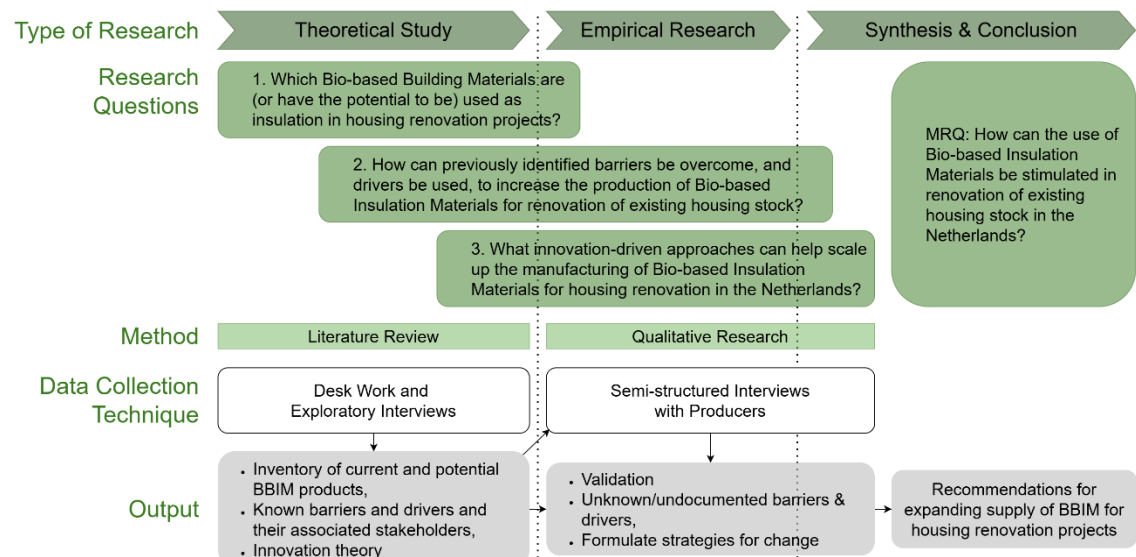 Type of Research
Theoretical Study
Empirical Research
Synthesis & Conclusion
Research
Questions
1. Which Bio-based Building Materials are
(or have the potential to be) used as
insulation in housing renovation projects?
2. How can previously identified barriers be overcome, and
drivers be used, to increase the production of Bio-based
Insulation Materials for renovation of existing housing stock?
3. What innovation-driven approaches can help scale
up the manufacturing of Bio-based Insulation
Materials for housing renovation in the Netherlands?
MRQ: How can the use of
Bio-based Insulation
Materials be stimulated in
renovation of existing
housing stock in the
Netherlands?
Method
Literature Review
Qualitative Research
Data Collection
Technique
Desk Work and
Exploratory Interviews
Semi-structured Interviews
with Producers
Output
• Inventory of current and potential
BBIM products,
• Known barriers and drivers and
their associated stakeholders,
• Innovation theory
• Validation
• Unknown/undocumented barriers &
drivers,
• Formulate strategies for change
Recommendations for
expanding supply of BBIM for
housing renovation projects